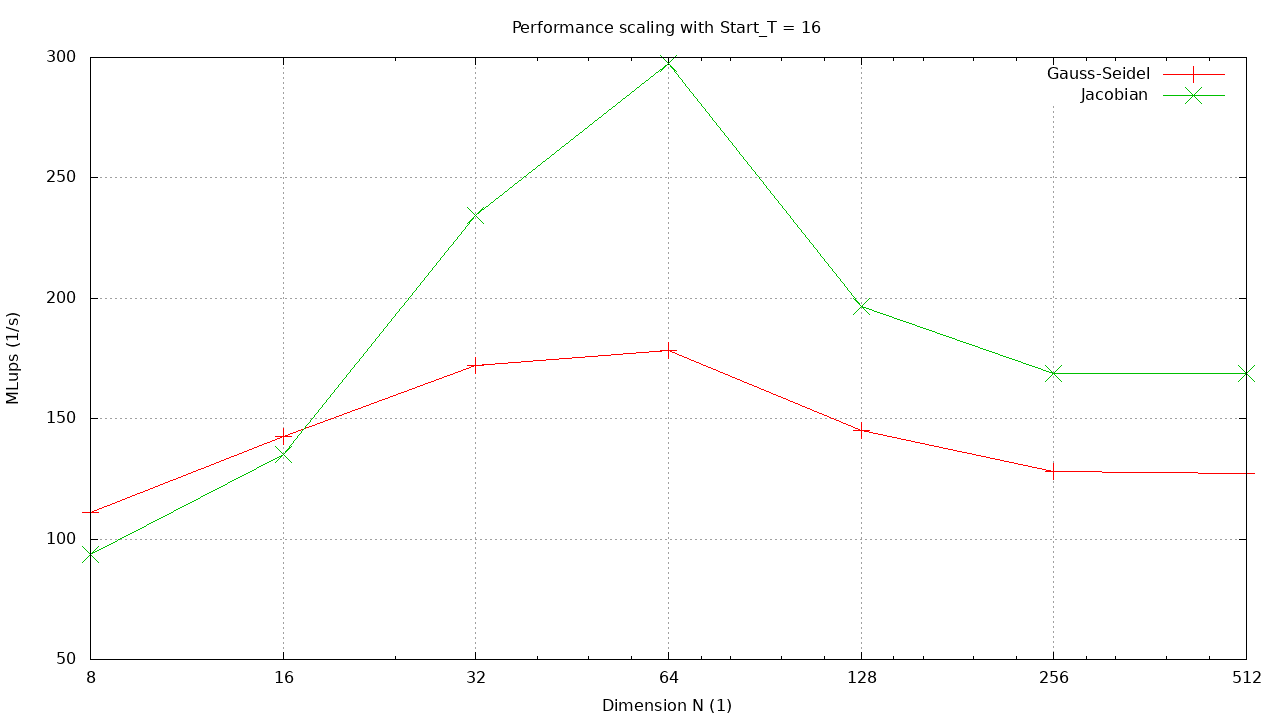 Performance scaling with Start_T = 16
Gauss-Seidel
Jacobian
300
250
200
150
100
50
MLups (1/s)
8 16 32 64 128 256 512
Dimension N (1)